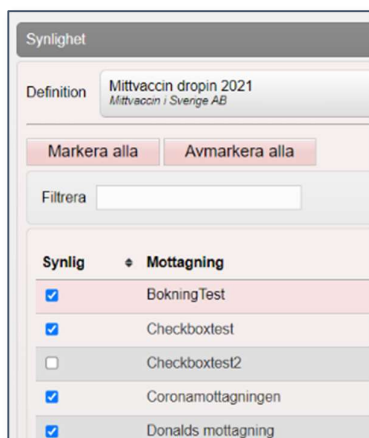 Synlighet
Definition
Mittvaccin dropin 2021
Mittvaccin i Sverige AB
Markera alla Avmarkera alla
Filtrera
Synlig Mottagning
BokningTest
Checkboxtest
Checkboxtest2
Coronamottagningen
Donalds mottagning